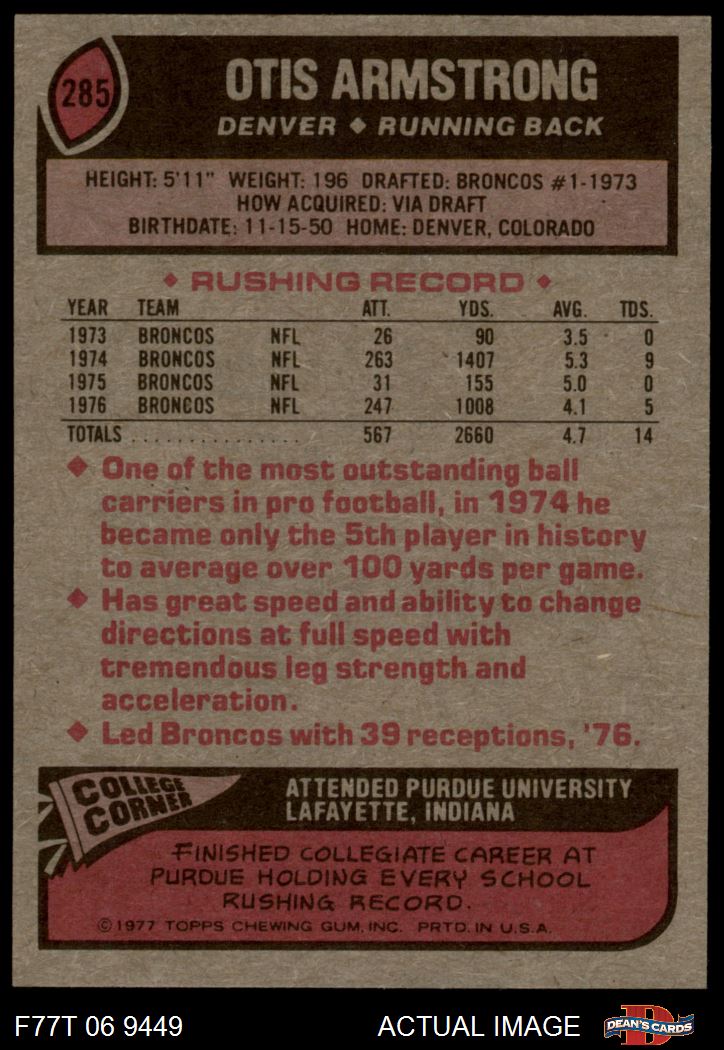 285
OTIS ARMSTRONG
DENVER ◆ RUNNING BACK
HEIGHT: 5'11" WEIGHT: 196 DRAFTED: BRONCOS #1-1973
HOW ACQUIRED: VIA DRAFT
BIRTHDATE: 11-15-50 HOME: DENVER, COLORADO
◆ RUSHING RECORD ◆
YEAR TEAM ATT. YDS. AVG. TDS.
1973 BRONCOS NFL 26 90 3.5 0
1974 BRONCOS NFL 263 1407 5.3 9
1975 BRONCOS NFL 31 155 5.0 0
1976 BRONCOS NFL 247 1008 4.1 5
TOTALS ................ 567 2660 4.7 14
◆ One of the most outstanding ball
carriers in pro football, in 1974 he
became only the 5th player in history
to average over 100 yards per game.
◆ Has great speed and ability to change
directions at full speed with
tremendous leg strength and
acceleration.
◆ Led Broncos with 39 receptions, '76.
COLLEGE
CORNER
ATTENDED PURDUE UNIVERSITY
LAFAYETTE, INDIANA
FINISHED COLLEGIATE CAREER AT
PURDUE HOLDING EVERY SCHOOL
RUSHING RECORD.
©1977 TOPPS CHEWING GUM, INC. PRTD. IN U.S.A.
F77T 06 9449 ACTUAL IMAGE
D
DEAN'S CARDS